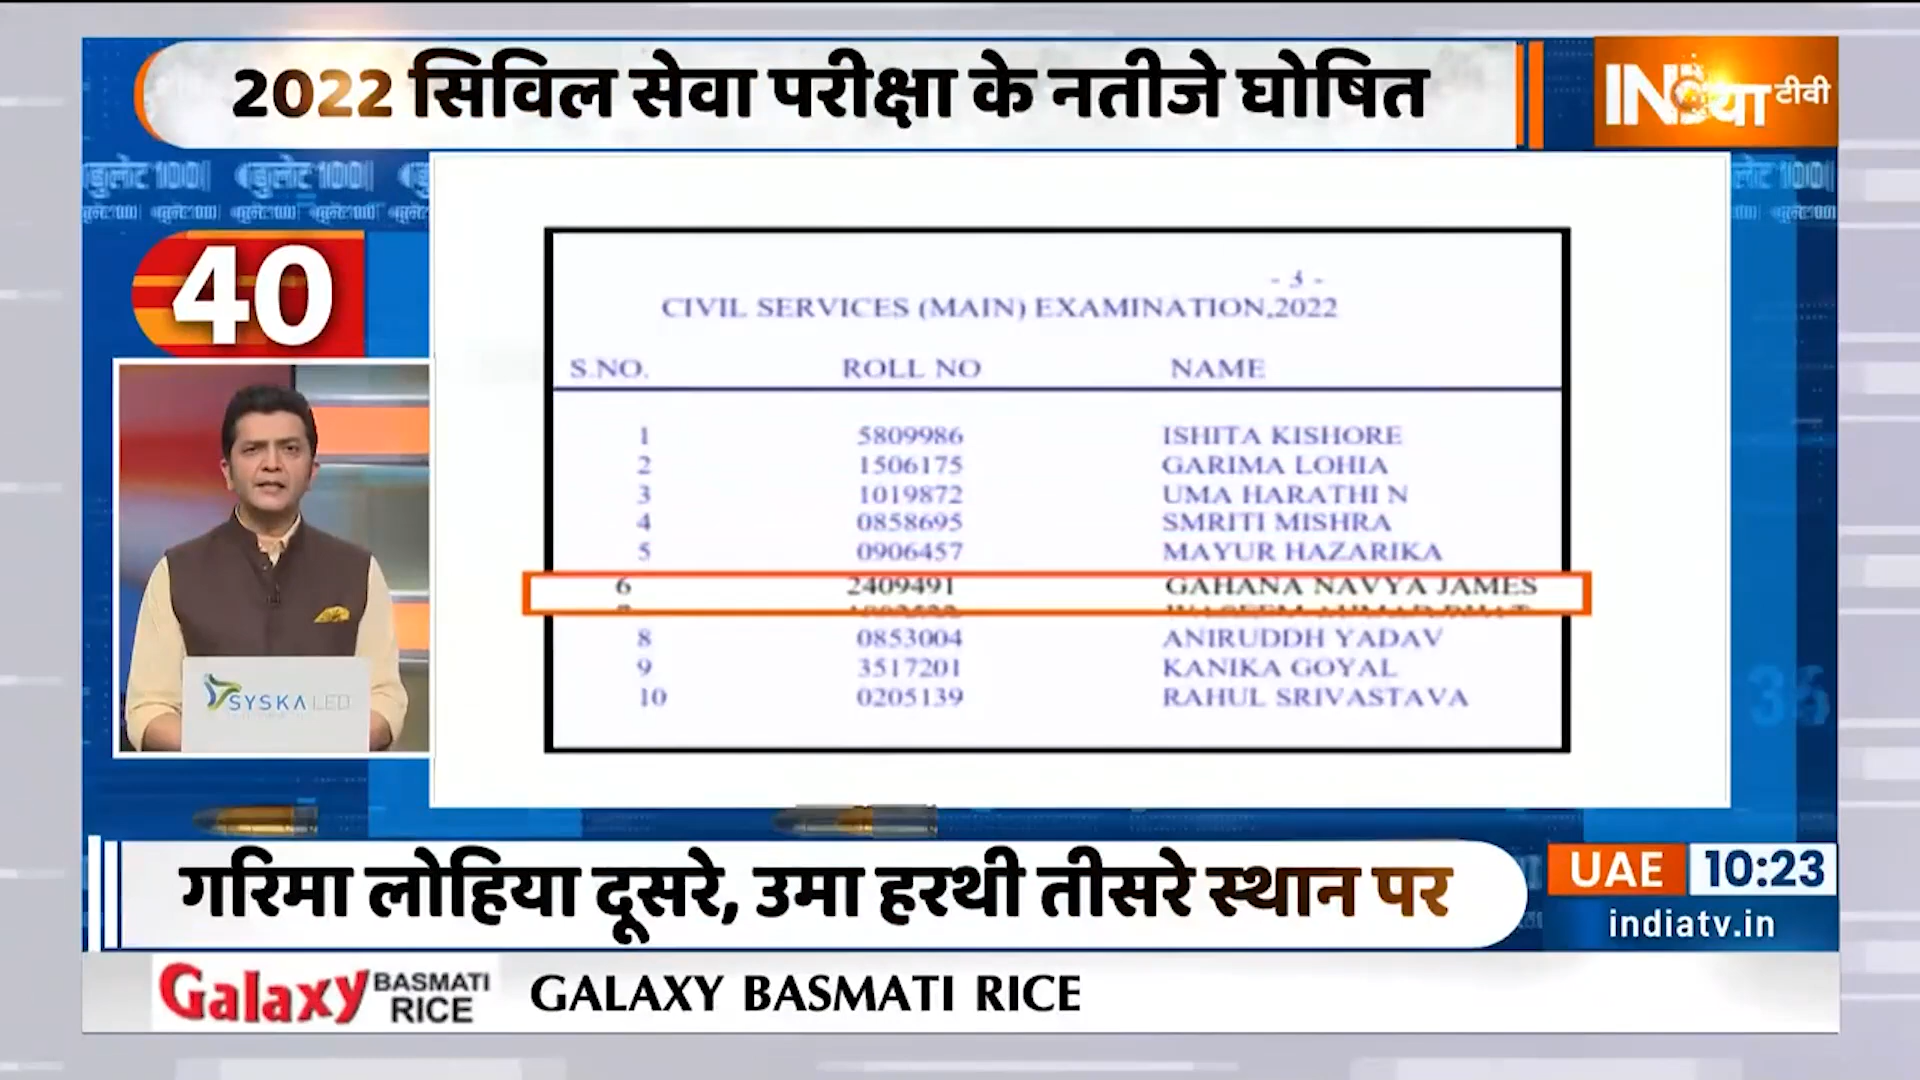 2022 सिविल सेवा परीक्षा के नतीजे घोषित
INDिया टीवी
बुलेट 100
40
- 3 -
CIVIL SERVICES (MAIN) EXAMINATION,2022
S.NO. ROLL NO NAME
1 5809986 ISHITA KISHORE
2 1506175 GARIMA LOHIA
3 1019872 UMA HARATHI N
4 0858695 SMRITI MISHRA
5 0906457 MAYUR HAZARIKA
6 2409491 GAHANA NAVYA JAMES
8 0853004 ANIRUDDH YADAV
9 3517201 KANIKA GOYAL
10 0205139 RAHUL SRIVASTAVA
SYSKA LED
गरिमा लोहिया दूसरे, उमा हरथी तीसरे स्थान पर
UAE 10:23
indiatv.in
Galaxy BASMATI RICE
GALAXY BASMATI RICE